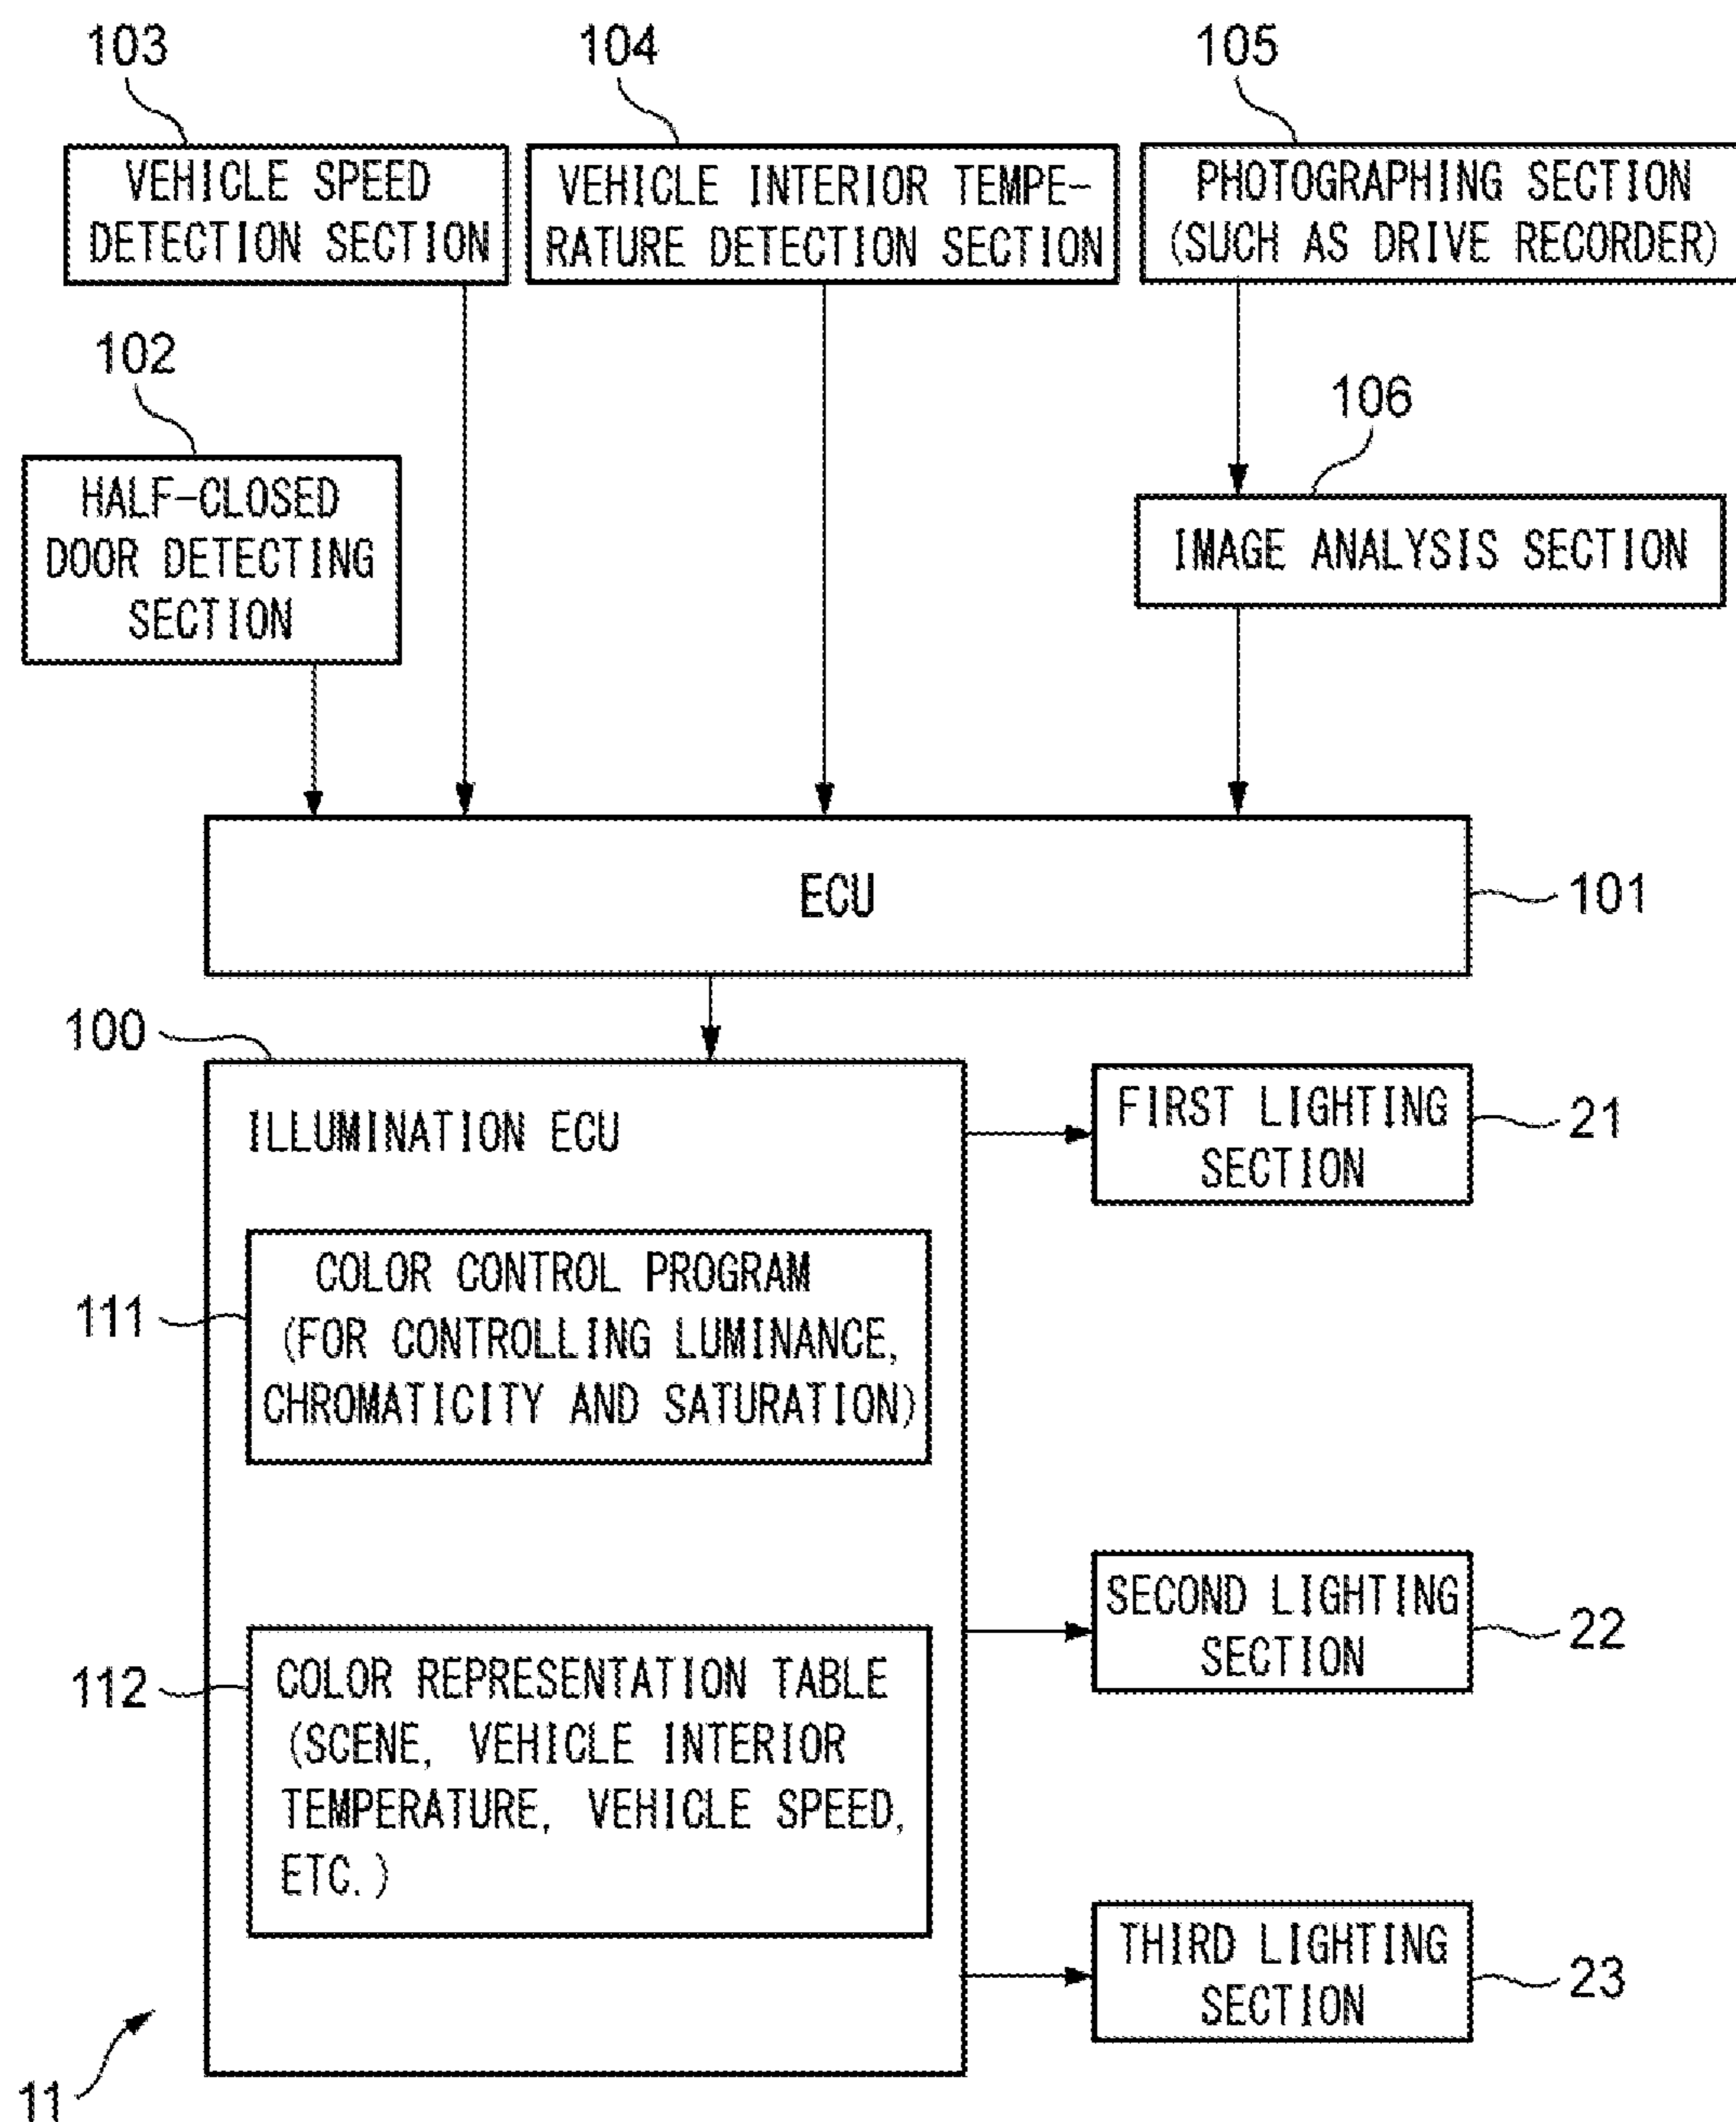 103
104
105
VEHICLE SPEED
DETECTION SECTION
VEHICLE INTERIOR TEMPE-
RATURE DETECTION SECTION
PHOTOGRAPHING SECTION
(SUCH AS DRIVE RECORDER)
102
106
HALF-CLOSED
DOOR DETECTING
SECTION
IMAGE ANALYSIS SECTION
ECU
101
100
ILLUMINATION ECU
FIRST LIGHTING
SECTION
21
111
COLOR CONTROL PROGRAM
(FOR CONTROLLING LUMINANCE,
CHROMATICITY AND SATURATION)
SECOND LIGHTING
SECTION
22
112
COLOR REPRESENTATION TABLE
(SCENE, VEHICLE INTERIOR
TEMPERATURE, VEHICLE SPEED,
ETC.)
THIRD LIGHTING
SECTION
23
11